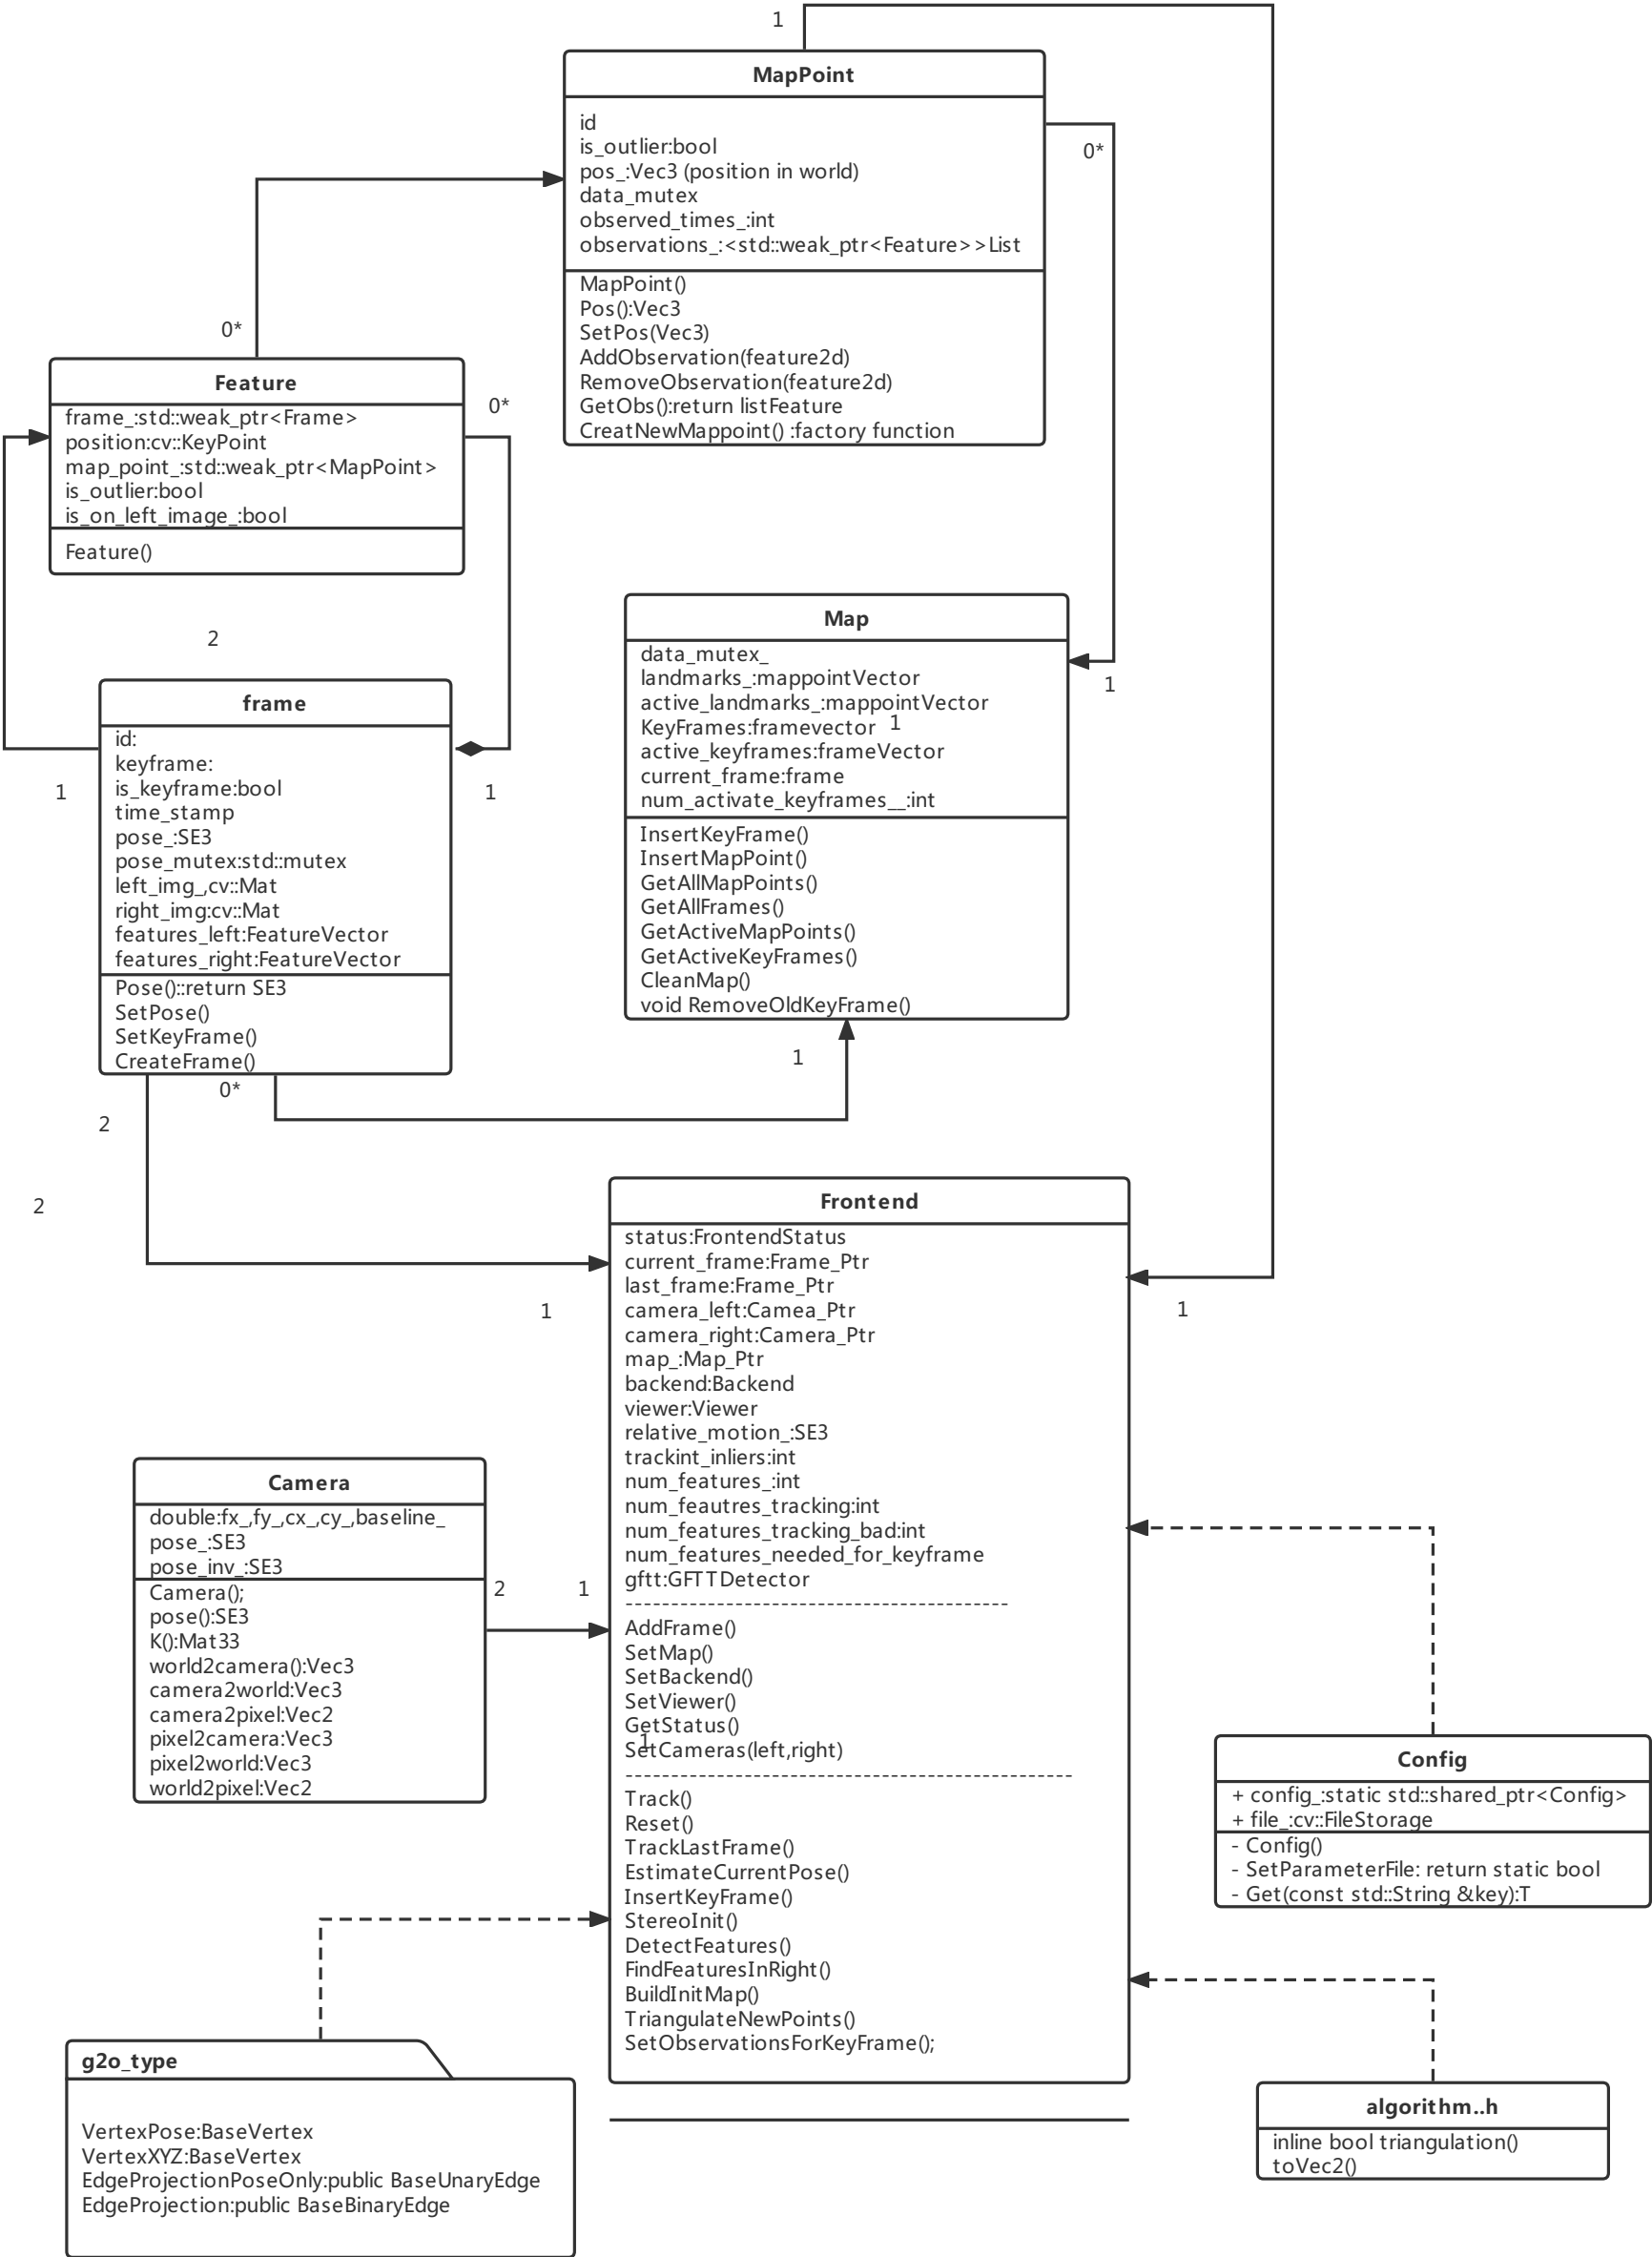 1
MapPoint
id
is_outlier:bool
pos_:Vec3 (position in world)
data_mutex
observed_times_:int
observations_:<std::weak_ptr<Feature>>List
MapPoint()
Pos():Vec3
SetPos(Vec3)
AddObservation(feature2d)
RemoveObservation(feature2d)
GetObs():return listFeature
CreatNewMappoint() :factory function
0*
0*
Feature
frame_:std::weak_ptr<Frame>
position:cv::KeyPoint
map_point_:std::weak_ptr<MapPoint>
is_outlier:bool
is_on_left_image_:bool
Feature()
0*
2
frame
id:
keyframe:
is_keyframe:bool
time_stamp
pose_:SE3
pose_mutex:std::mutex
left_img_,cv::Mat
right_img:cv::Mat
features_left:FeatureVector
features_right:FeatureVector
Pose()::return SE3
SetPose()
SetKeyFrame()
CreateFrame()
1
1
0*
2
2
Map
data_mutex_
landmarks_:mappointVector
active_landmarks_:mappointVector
KeyFrames:framevector
1
active_keyframes:frameVector
current_frame:frame
num_activate_keyframes__:int
InsertKeyFrame()
InsertMapPoint()
GetAllMapPoints()
GetAllFrames()
GetActiveMapPoints()
GetActiveKeyFrames()
CleanMap()
void RemoveOldKeyFrame()
1
1
Frontend
status:FrontendStatus
current_frame:Frame_Ptr
last_frame:Frame_Ptr
camera_left:Camea_Ptr
camera_right:Camera_Ptr
map_:Map_Ptr
backend:Backend
viewer:Viewer
relative_motion_:SE3
trackint_inliers:int
num_features_:int
num_feautres_tracking:int
num_features_tracking_bad:int
num_features_needed_for_keyframe
gftt:GFTTDetector
------------------------------------------
AddFrame()
SetMap()
SetBackend()
SetViewer()
GetStatus()
1
SetCameras(left,right)
-------------------------------------------------
Track()
Reset()
TrackLastFrame()
EstimateCurrentPose()
InsertKeyFrame()
StereoInit()
DetectFeatures()
FindFeaturesInRight()
BuildInitMap()
TriangulateNewPoints()
SetObservationsForKeyFrame();
1
1
Camera
double:fx_,fy_,cx_,cy_,baseline_
pose_:SE3
pose_inv_:SE3
Camera();
pose():SE3
K():Mat33
world2camera():Vec3
camera2world:Vec3
camera2pixel:Vec2
pixel2camera:Vec3
pixel2world:Vec3
world2pixel:Vec2
2
1
Config
+ config_:static std::shared_ptr<Config>
+ file_:cv::FileStorage
- Config()
- SetParameterFile: return static bool
- Get(const std::String &key):T
g2o_type
VertexPose:BaseVertex
VertexXYZ:BaseVertex
EdgeProjectionPoseOnly:public BaseUnaryEdge
EdgeProjection:public BaseBinaryEdge
algorithm..h
inline bool triangulation()
toVec2()